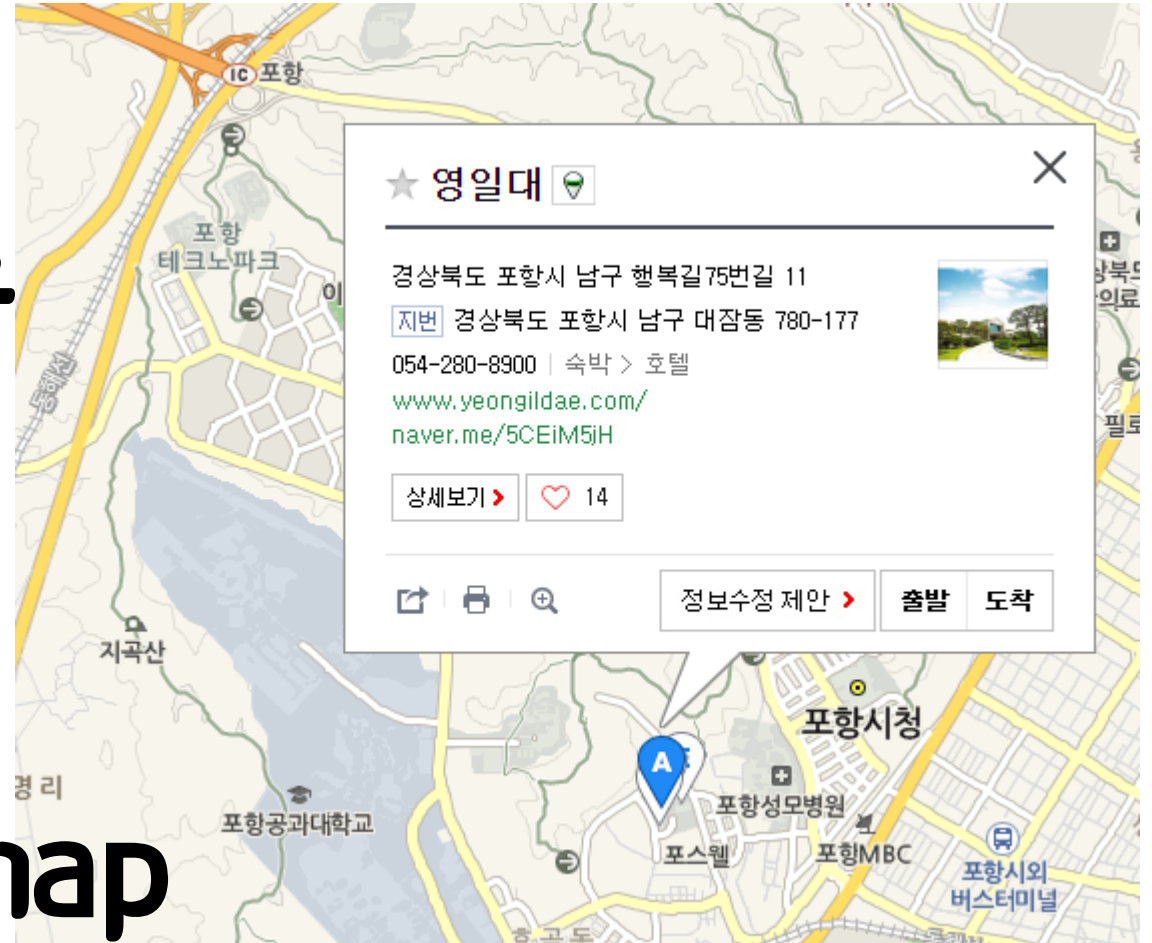 IC 포항
영일대
경상북도 포항시 남구 행복길75번길 11
지번 경상북도 포항시 남구 대잠동 780-177
054-280-8900 | 숙박 > 호텔
www.yeongildae.com/
naver.me/5CEiM5jH
상세보기 >
14
정보수정 제안 >
출발
도착
포항
테크노파크
동해선
지곡산
포항시청
A
포항성모병원
포항공과대학교
포스웰
포항MBC
포항시외
버스터미널
map